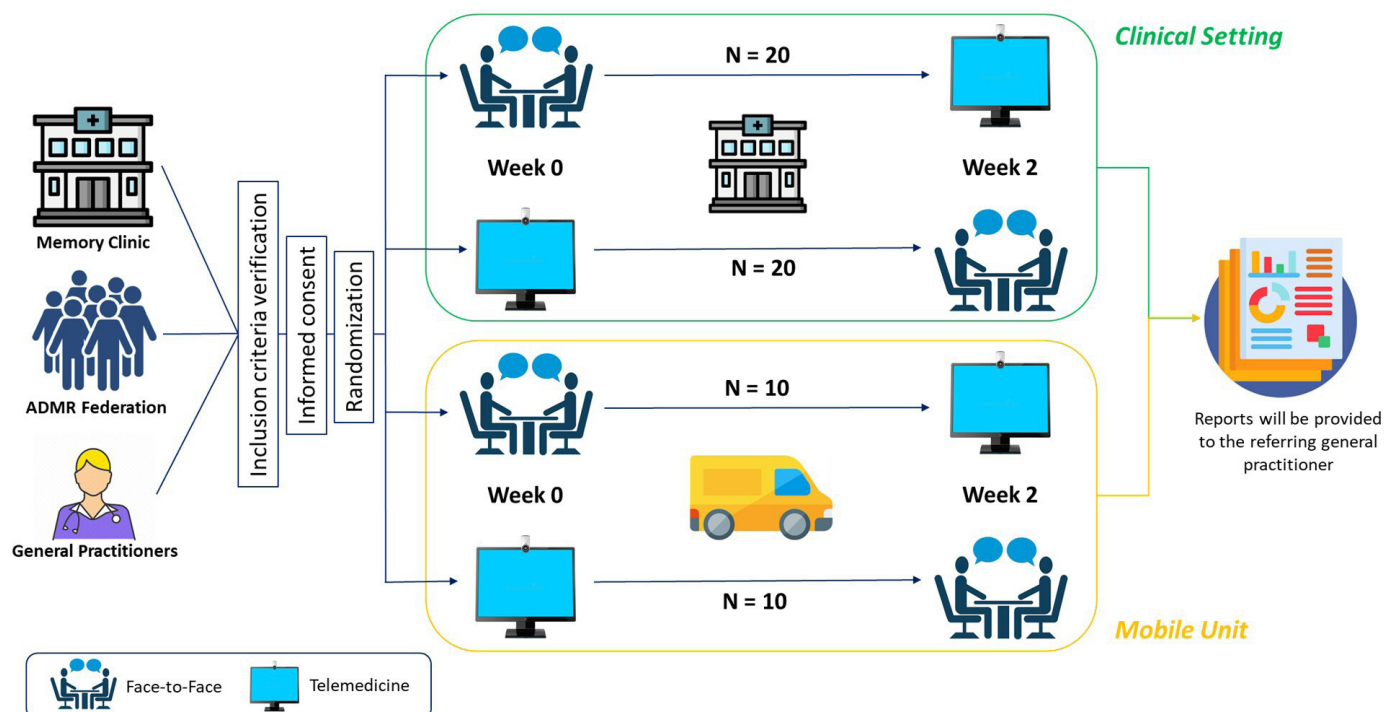 Clinical Setting
N = 20
Week 0
Week 2
N = 20
Memory Clinic
ADMR Federation
General Practitioners
Inclusion criteria verification
Informed consent
Randomization
N = 10
Week 0
Week 2
N = 10
Mobile Unit
Reports will be provided
to the referring general
practitioner
Face-to-Face
Telemedicine